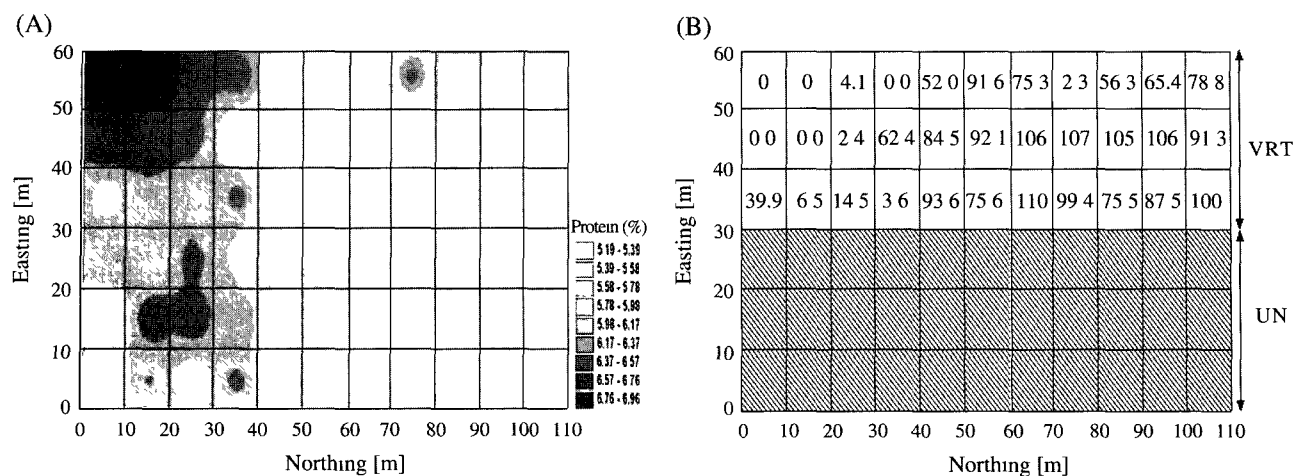 (A)
60
50
40
30
20
10
0
Easting [m]
0 10 20 30 40 50 60 70 80 90 100 110
Northing [m]
Protein (%)
5.19 - 5.39
5.39 - 5.58
5.58 - 5.78
5.78 - 5.98
5.98 - 6.17
6.17 - 6.37
6.37 - 6.57
6.57 - 6.76
6.76 - 6.96
(B)
60
50
40
30
20
10
0
Easting [m]
0 0 4.1 0 0 52 0 91 6 75 3 2 3 56 3 65.4 78 8
0 0 0 0 2 4 62 4 84 5 92 1 106 107 105 106 91 3
39.9 6 5 14 5 3 6 93 6 75 6 110 99 4 75 5 87 5 100
VRT
UN
0 10 20 30 40 50 60 70 80 90 100 110
Northing [m]